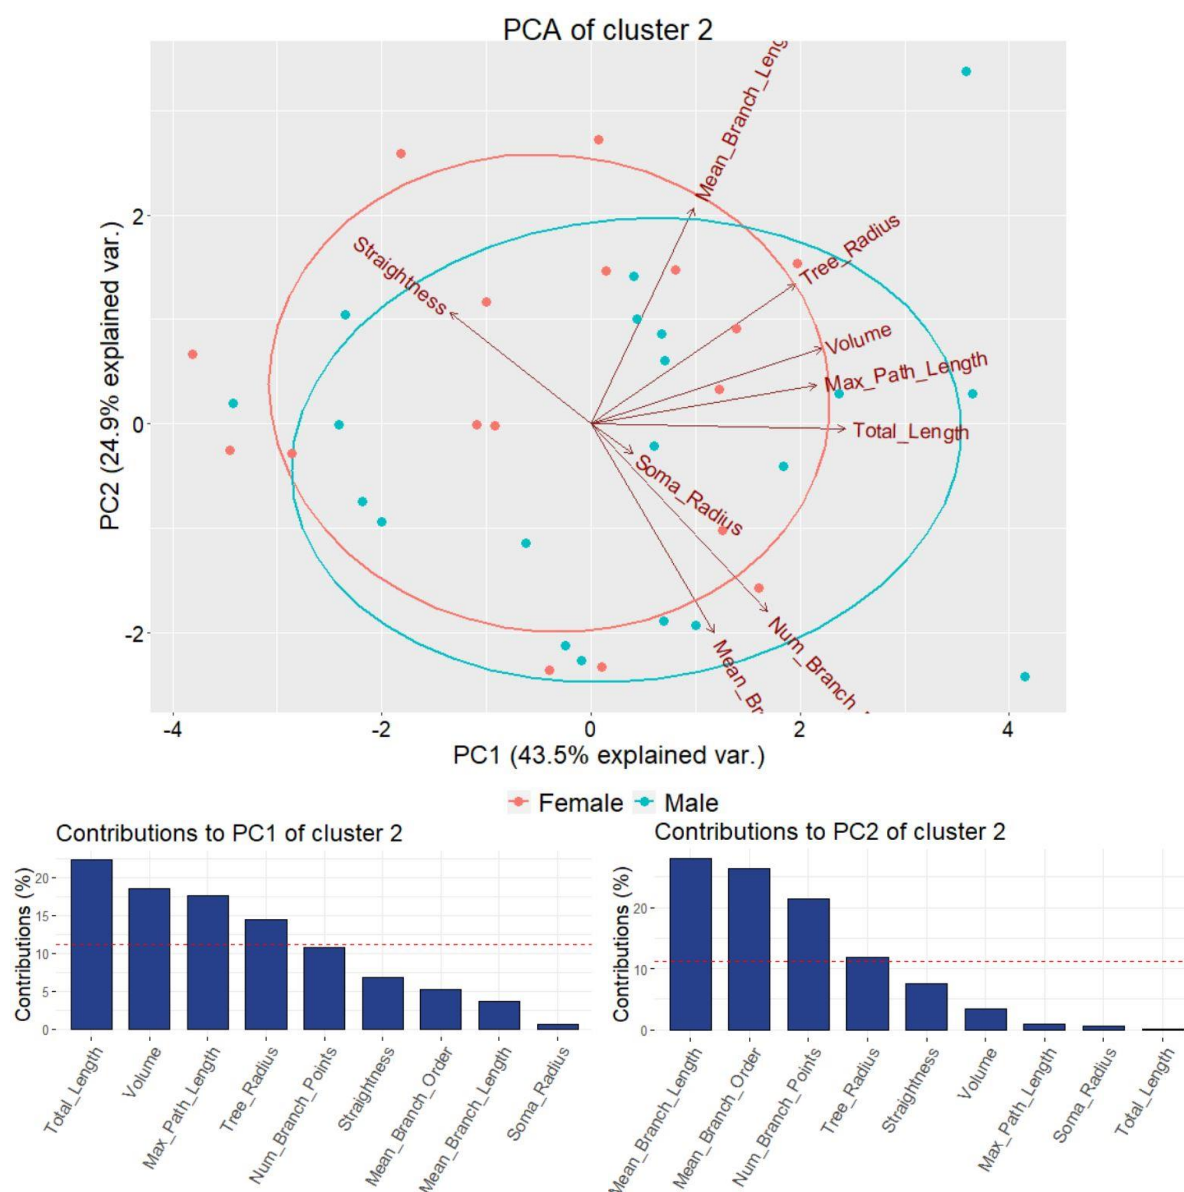 PCA of cluster 2
Mean_Branch_Leng
Tree_Radius
Straightness
Volume
Max_Path_Length
Total_Length
Soma_Radius
Num_Branch_
Mean_Br
PC2 (24.9% explained var.)
2
0
-2
-4 -2 0 2 4
PC1 (43.5% explained var.)
Female Male
Contributions to PC1 of cluster 2
Contributions (%)
20
15
10
5
0
Total_Length
Volume
Max_Path_Length
Tree_Radius
Num_Branch_Points
Straightness
Mean_Branch_Order
Mean_Branch_Length
Soma_Radius
Contributions to PC2 of cluster 2
Contributions (%)
20
10
0
Mean_Branch_Length
Mean_Branch_Order
Num_Branch_Points
Tree_Radius
Straightness
Volume
Max_Path_Length
Soma_Radius
Total_Length